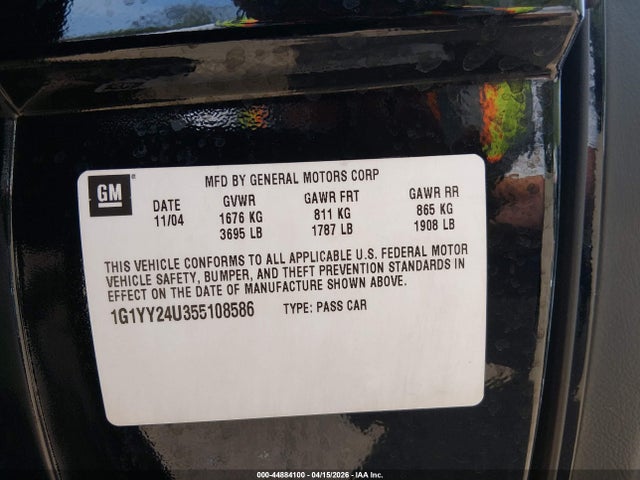 GM
MFD BY GENERAL MOTORS CORP
DATE GVWR GAWR FRT GAWR RR
11/04 1676 KG 811 KG 865 KG
3695 LB 1787 LB 1908 LB
THIS VEHICLE CONFORMS TO ALL APPLICABLE U.S. FEDERAL MOTOR
VEHICLE SAFETY, BUMPER, AND THEFT PREVENTION STANDARDS IN
EFFECT ON THE DATE OF MANUFACTURE SHOWN ABOVE.
1G1YY24U355108586 TYPE: PASS CAR
000-44884100 - 04/15/2026 - IAA Inc.